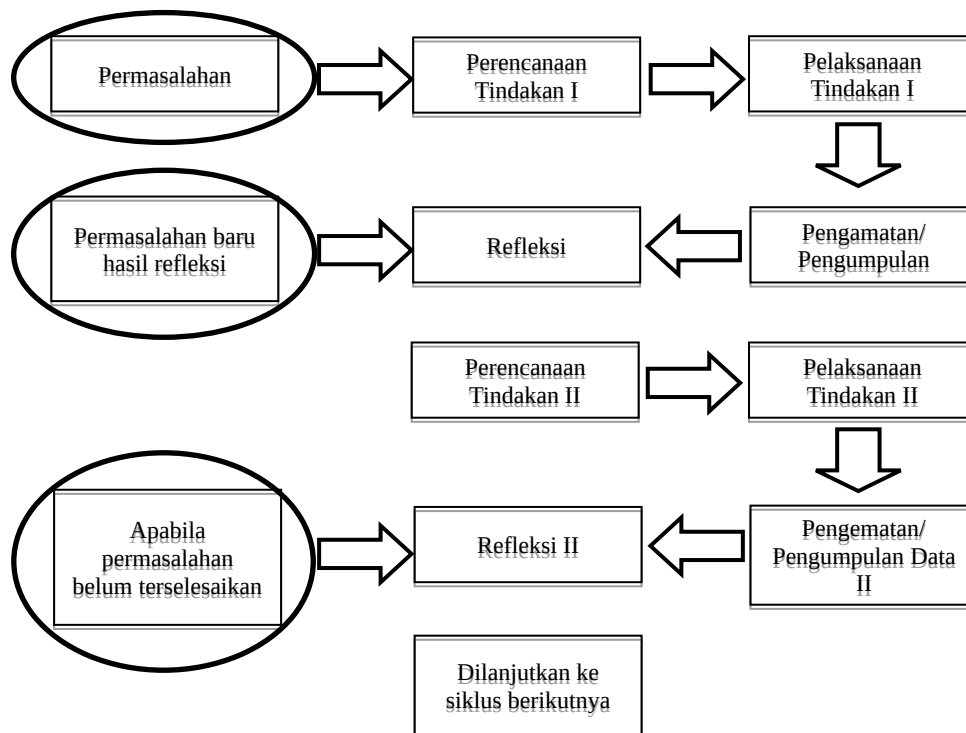 Permasalahan
Perencanaan
Tindakan I
Pelaksanaan
Tindakan I
Permasalahan baru
hasil refleksi
Refleksi
Pengamatan/
Pengumpulan
Perencanaan
Tindakan II
Pelaksanaan
Tindakan II
Apabila
permasalahan
belum terselesaikan
Refleksi II
Pengematan/
Pengumpulan Data
II
Dilanjutkan ke
siklus berikutnya